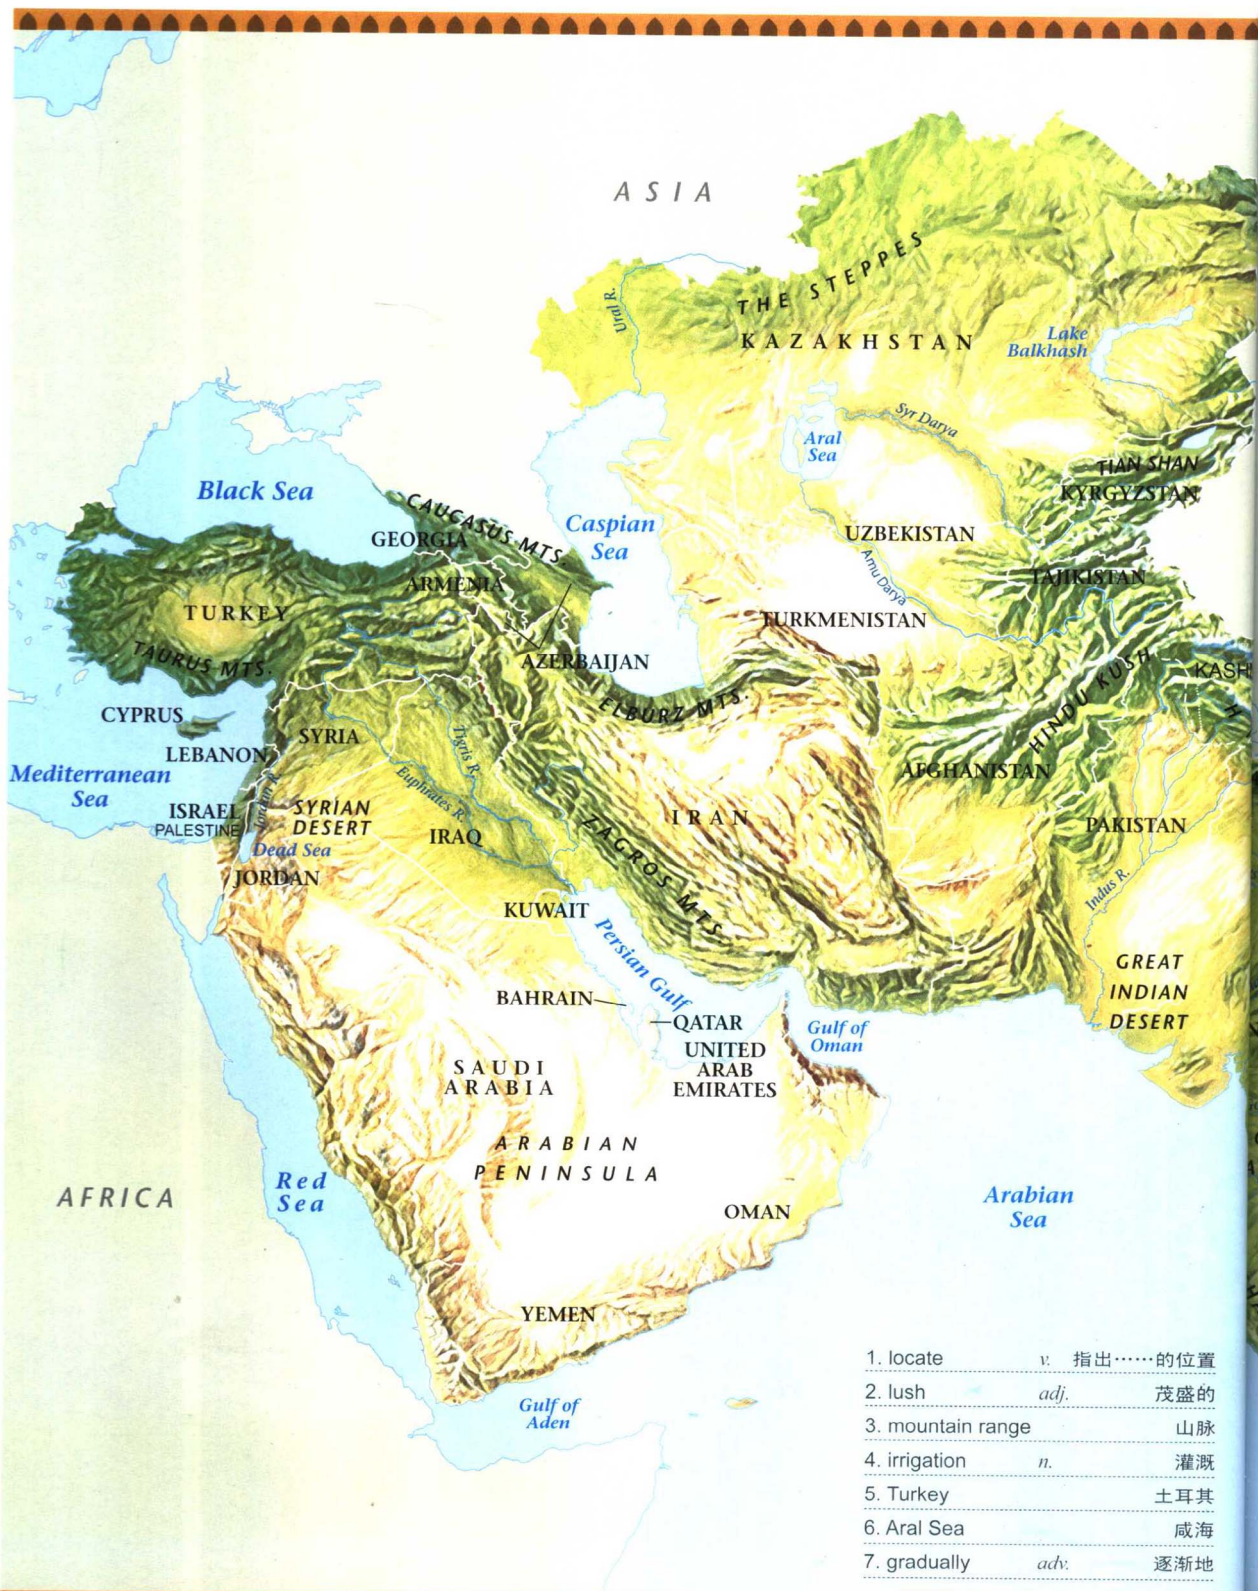 ASIA
THE STEPPES
Ural R.
KAZAKHSTAN
Lake
Balkhash
Syr Darya
Aral
Sea
TIAN SHAN
KYRGYZSTAN
Black Sea
CAUCASUS MTS.
Caspian
Sea
GEORGIA
UZBEKISTAN
Amu Darya
ARMENIA
TAJIKISTAN
TURKEY
TURKMENISTAN
TAURUS MTS.
AZERBAIJAN
KASH
ELBURZ MTS.
HINDU KUSH
H
CYPRUS
SYRIA
Tigris R.
LEBANON
Mediterranean
Sea
Euphrates R.
AFGHANISTAN
Jordan R.
ISRAEL
PALESTINE
SYRIAN
DESERT
IRAQ
IRAN
PAKISTAN
ZAGROS MTS.
Dead Sea
JORDAN
Indus R.
KUWAIT
Persian Gulf
GREAT
INDIAN
DESERT
BAHRAIN
QATAR
Gulf of
Oman
UNITED
ARAB
EMIRATES
SAUDI
ARABIA
ARABIAN
PENINSULA
Red
Sea
AFRICA
Arabian
Sea
OMAN
YEMEN
Gulf of
Aden
1. locate v. 指出……的位置
2. lush adj. 茂盛的
3. mountain range 山脉
4. irrigation n. 灌溉
5. Turkey 土耳其
6. Aral Sea 咸海
7. gradually adv. 逐渐地